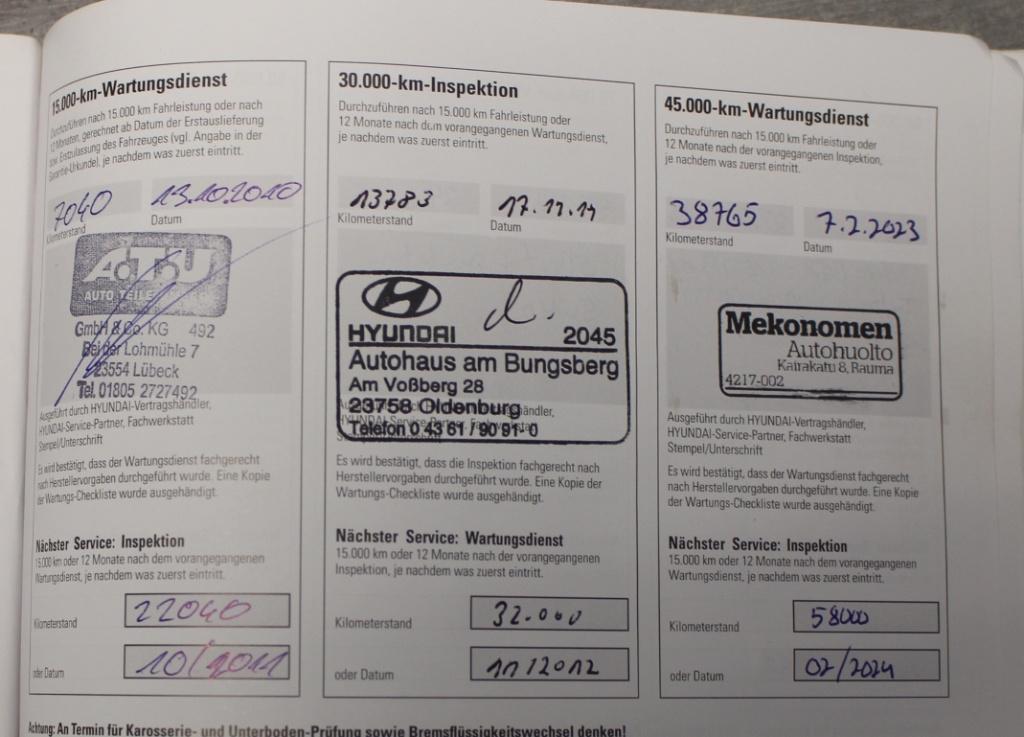 15.000-km-Wartungsdienst
Durchzuführen nach 15.000 km Fahrleistung oder nach
12 Monaten, gerechnet ab Datum der Erstauslieferung
bzw. Erstzulassung des Fahrzeuges (vgl. Angabe in der
Garantie-Urkunde), je nachdem was zuerst eintritt.
7040
13.10.2010
Kilometerstand
Datum
ATU
AUTO TEILE
GmbH & Co. KG 492
Bei der Lohmühle 7
23554 Lübeck
Tel. 01805 2727492
Ausgeführt durch HYUNDAI-Vertragshändler,
HYUNDAI-Service-Partner, Fachwerkstatt
Stempel/Unterschrift
Es wird bestätigt, dass der Wartungsdienst fachgerecht
nach Herstellervorgaben durchgeführt wurde. Eine Kopie
der Wartungs-Checkliste wurde ausgehändigt.
Nächster Service: Inspektion
15.000 km oder 12 Monate nach dem vorangegangenen
Wartungsdienst, je nachdem was zuerst eintritt.
Kilometerstand
22040
oder Datum
10/2011
30.000-km-Inspektion
Durchzuführen nach 15.000 km Fahrleistung oder
12 Monate nach dem vorangegangenen Wartungsdienst,
je nachdem was zuerst eintritt.
13783
17.11.11
Kilometerstand
Datum
HYUNDAI 2045
Autohaus am Bungsberg
Am Voßberg 28
23758 Oldenburg
Telefon 0 43 61 / 90 91-0
Es wird bestätigt, dass die Inspektion fachgerecht nach
Herstellervorgaben durchgeführt wurde. Eine Kopie der
Wartungs-Checkliste wurde ausgehändigt.
Nächster Service: Wartungsdienst
15.000 km oder 12 Monate nach der vorangegangenen
Inspektion, je nachdem was zuerst eintritt.
Kilometerstand
32.000
oder Datum
11/2012
45.000-km-Wartungsdienst
Durchzuführen nach 15.000 km Fahrleistung oder
12 Monate nach der vorangegangenen Inspektion,
je nachdem was zuerst eintritt.
38765
7.2.2023
Kilometerstand
Datum
Mekonomen
Autohuolto
Kairakatu 8, Rauma
4217-002
Ausgeführt durch HYUNDAI-Vertragshändler,
HYUNDAI-Service-Partner, Fachwerkstatt
Stempel/Unterschrift
Es wird bestätigt, dass der Wartungsdienst fachgerecht
nach Herstellervorgaben durchgeführt wurde. Eine Kopie
der Wartungs-Checkliste wurde ausgehändigt.
Nächster Service: Inspektion
15.000 km oder 12 Monate nach dem vorangegangenen
Wartungsdienst, je nachdem was zuerst eintritt.
Kilometerstand
58000
oder Datum
02/2024
Achtung: An Termin für Karosserie- und Unterboden-Prüfung sowie Bremsflüssigkeitswechsel denken!